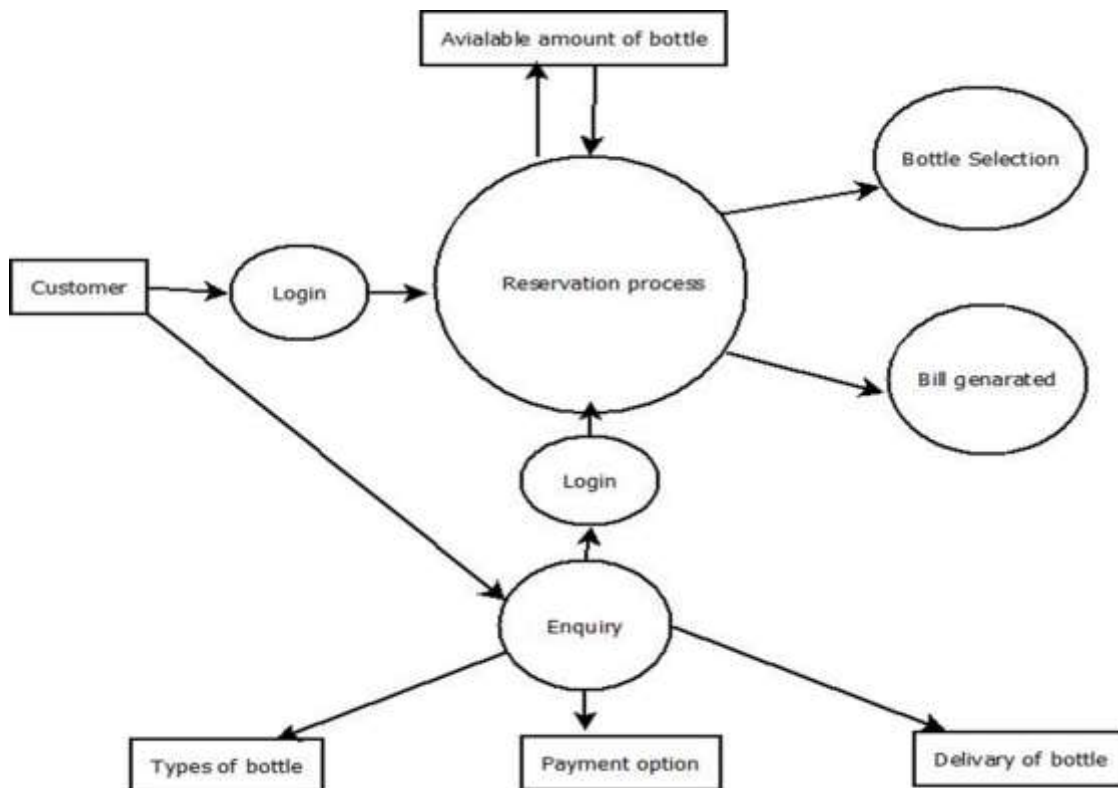 Avialable amount of bottle
Bottle Selection
Customer
Login
Reservation process
Bill genarated
Login
Enquiry
Types of bottle
Payment option
Delivary of bottle